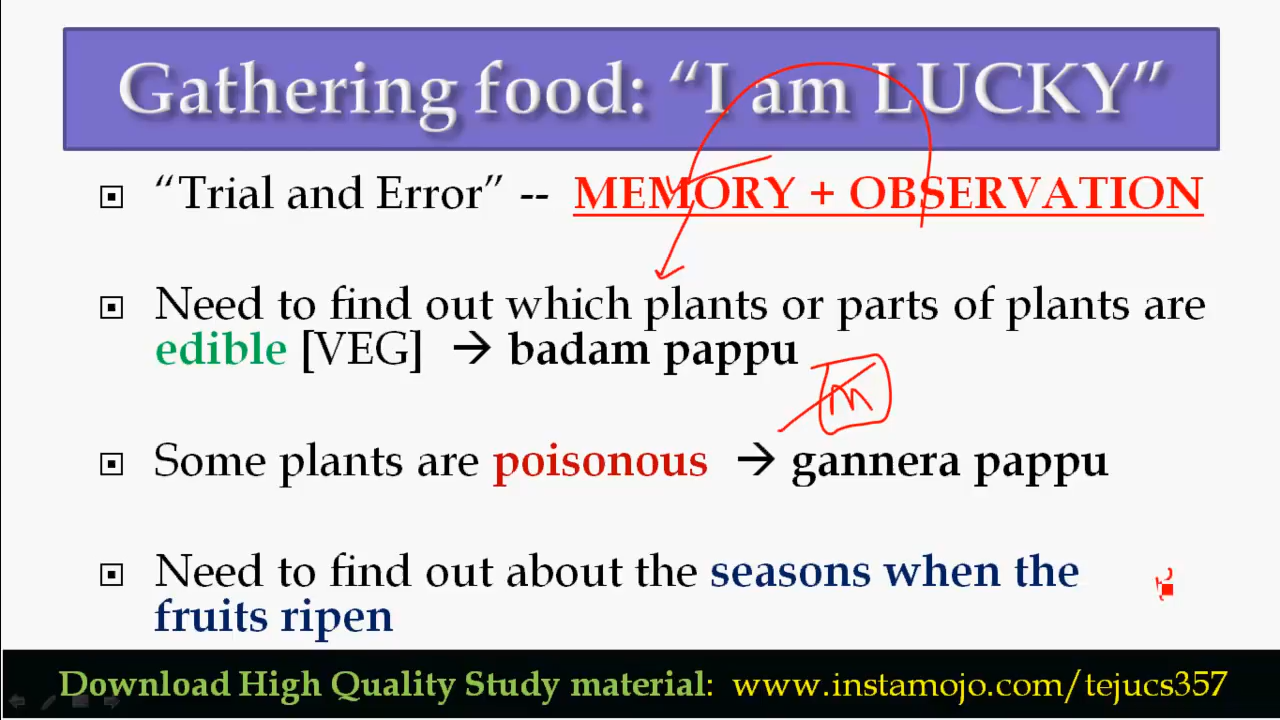 Gathering food: “I am LUCKY”
“Trial and Error” -- MEMORY + OBSERVATION
Need to find out which plants or parts of plants are
edible [VEG] → badam pappu
m
Some plants are poisonous → gannera pappu
Need to find out about the seasons when the
fruits ripen
Download High Quality Study material: www.instamojo.com/tejucs357